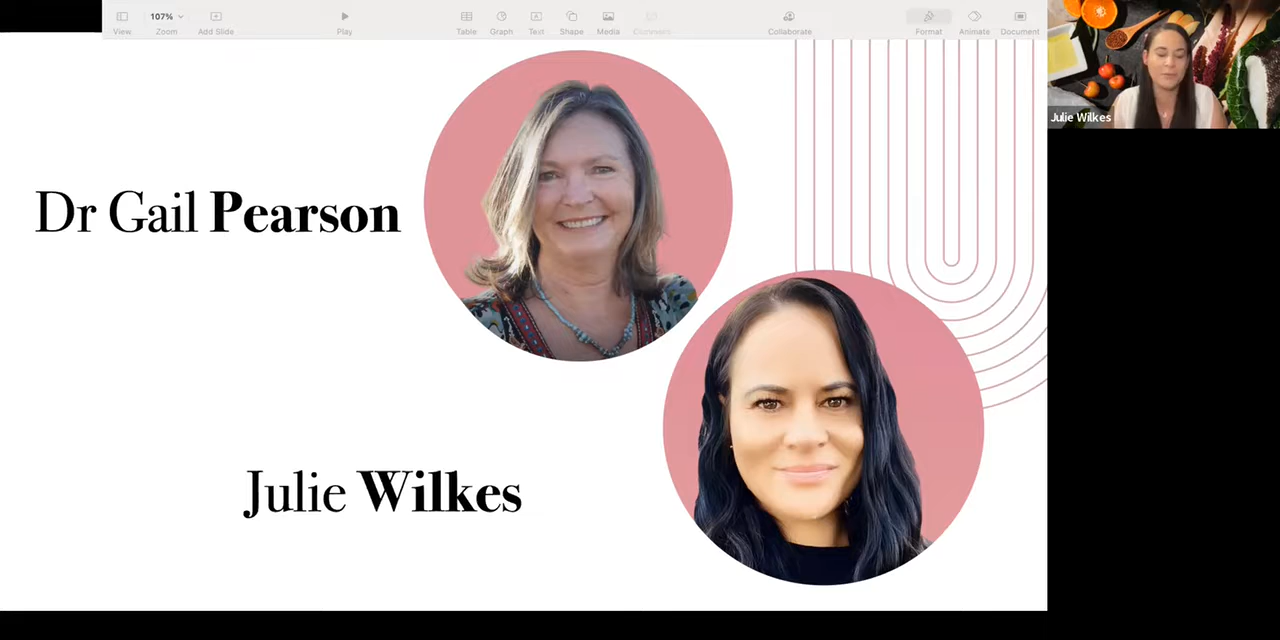 107%
View
Zoom
Add Slide
Play
Table
Graph
Text
Shape
Media
Comment
Collaborate
Format
Animate
Document
Julie Wilkes
Dr Gail Pearson
Julie Wilkes